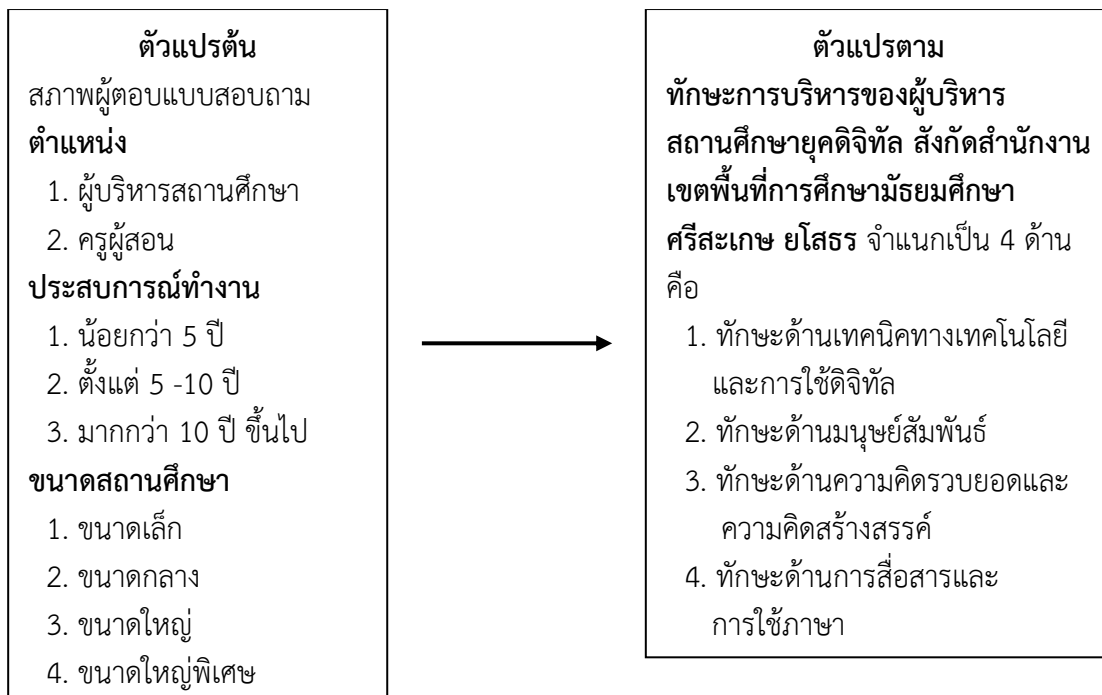 ตัวแปรต้น
สภาพผู้ตอบแบบสอบถาม
ตำแหน่ง
1. ผู้บริหารสถานศึกษา
2. ครูผู้สอน
ประสบการณ์ทำงาน
1. น้อยกว่า 5 ปี
2. ตั้งแต่ 5 -10 ปี
3. มากกว่า 10 ปี ขึ้นไป
ขนาดสถานศึกษา
1. ขนาดเล็ก
2. ขนาดกลาง
3. ขนาดใหญ่
4. ขนาดใหญ่พิเศษ
ตัวแปรตาม
ทักษะการบริหารของผู้บริหาร
สถานศึกษายุคดิจิทัล สังกัดสำนักงาน
เขตพื้นที่การศึกษามัธยมศึกษา
ศรีสะเกษ ยโสธร จำแนกเป็น 4 ด้าน
คือ
1. ทักษะด้านเทคนิคทางเทคโนโลยี
และการใช้ดิจิทัล
2. ทักษะด้านมนุษย์สัมพันธ์
3. ทักษะด้านความคิดรวบยอดและ
ความคิดสร้างสรรค์
4. ทักษะด้านการสื่อสารและ
การใช้ภาษา